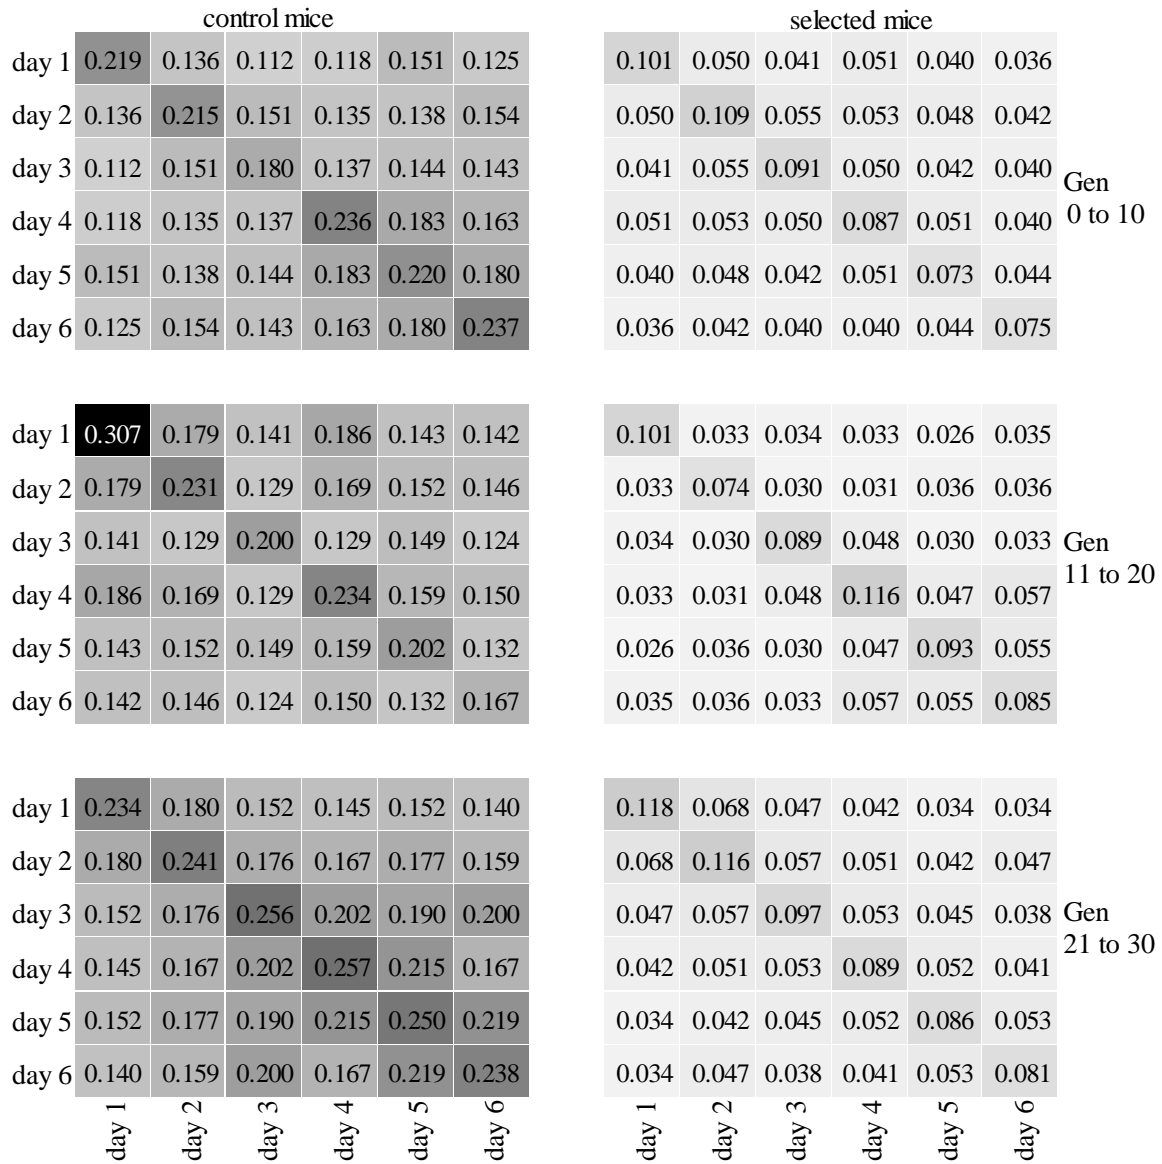 control mice selected mice
day 1 0.219 0.136 0.112 0.118 0.151 0.125 0.101 0.050 0.041 0.051 0.040 0.036
day 2 0.136 0.215 0.151 0.135 0.138 0.154 0.050 0.109 0.055 0.053 0.048 0.042
day 3 0.112 0.151 0.180 0.137 0.144 0.143 0.041 0.055 0.091 0.050 0.042 0.040
Gen
0 to 10
day 4 0.118 0.135 0.137 0.236 0.183 0.163 0.051 0.053 0.050 0.087 0.051 0.040
day 5 0.151 0.138 0.144 0.183 0.220 0.180 0.040 0.048 0.042 0.051 0.073 0.044
day 6 0.125 0.154 0.143 0.163 0.180 0.237 0.036 0.042 0.040 0.040 0.044 0.075
day 1 0.307 0.179 0.141 0.186 0.143 0.142 0.101 0.033 0.034 0.033 0.026 0.035
day 2 0.179 0.231 0.129 0.169 0.152 0.146 0.033 0.074 0.030 0.031 0.036 0.036
day 3 0.141 0.129 0.200 0.129 0.149 0.124 0.034 0.030 0.089 0.048 0.030 0.033
Gen
11 to 20
day 4 0.186 0.169 0.129 0.234 0.159 0.150 0.033 0.031 0.048 0.116 0.047 0.057
day 5 0.143 0.152 0.149 0.159 0.202 0.132 0.026 0.036 0.030 0.047 0.093 0.055
day 6 0.142 0.146 0.124 0.150 0.132 0.167 0.035 0.036 0.033 0.057 0.055 0.085
day 1 0.234 0.180 0.152 0.145 0.152 0.140 0.118 0.068 0.047 0.042 0.034 0.034
day 2 0.180 0.241 0.176 0.167 0.177 0.159 0.068 0.116 0.057 0.051 0.042 0.047
day 3 0.152 0.176 0.256 0.202 0.190 0.200 0.047 0.057 0.097 0.053 0.045 0.038
Gen
21 to 30
day 4 0.145 0.167 0.202 0.257 0.215 0.167 0.042 0.051 0.053 0.089 0.052 0.041
day 5 0.152 0.177 0.190 0.215 0.250 0.219 0.034 0.042 0.045 0.052 0.086 0.053
day 6 0.140 0.159 0.200 0.167 0.219 0.238 0.034 0.047 0.038 0.041 0.053 0.081
day 1 day 2 day 3 day 4 day 5 day 6 day 1 day 2 day 3 day 4 day 5 day 6